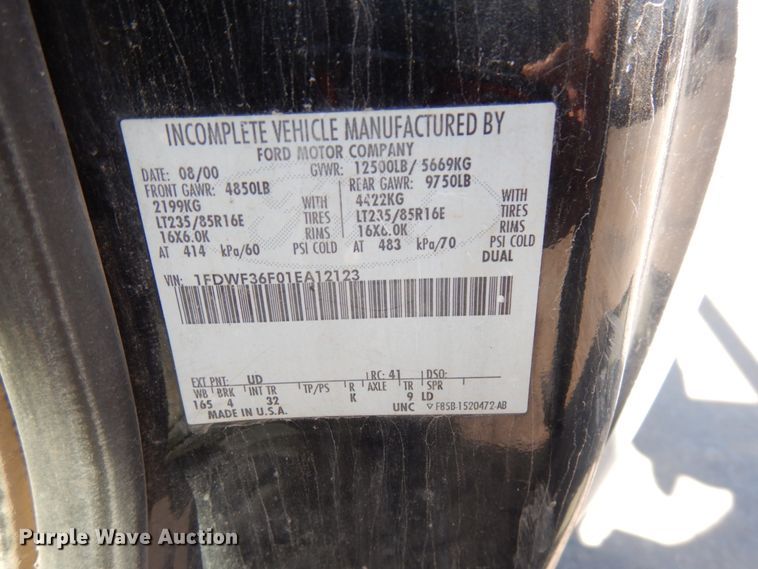 INCOMPLETE VEHICLE MANUFACTURED BY
FORD MOTOR COMPANY
DATE: 08/00 GVWR: 12500LB/ 5669KG
FRONT GAWR: 4850LB REAR GAWR: 9750LB
2199KG WITH 4422KG WITH
LT235/85R16E TIRES LT235/85R16E TIRES
16X6.0K RIMS 16X6.0K RIMS
AT 414 kPa/60 PSI COLD AT 483 kPa/70 PSI COLD
DUAL
VIN: 1FDWF36F01EA12123
EXT PNT: UD RC: 41 DSO:
WB BRK INT TR TP/PS R AXLE TR SPR
165 4 32 K 9 LD
MADE IN U.S.A. UNC F85B-1520472-AB
Purple Wave Auction